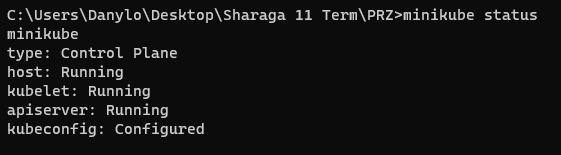 C:\Users\Danylo\Desktop\Sharaga 11 Term\PRZ>minikube status
minikube
type: Control Plane
host: Running
kubelet: Running
apiserver: Running
kubeconfig: Configured